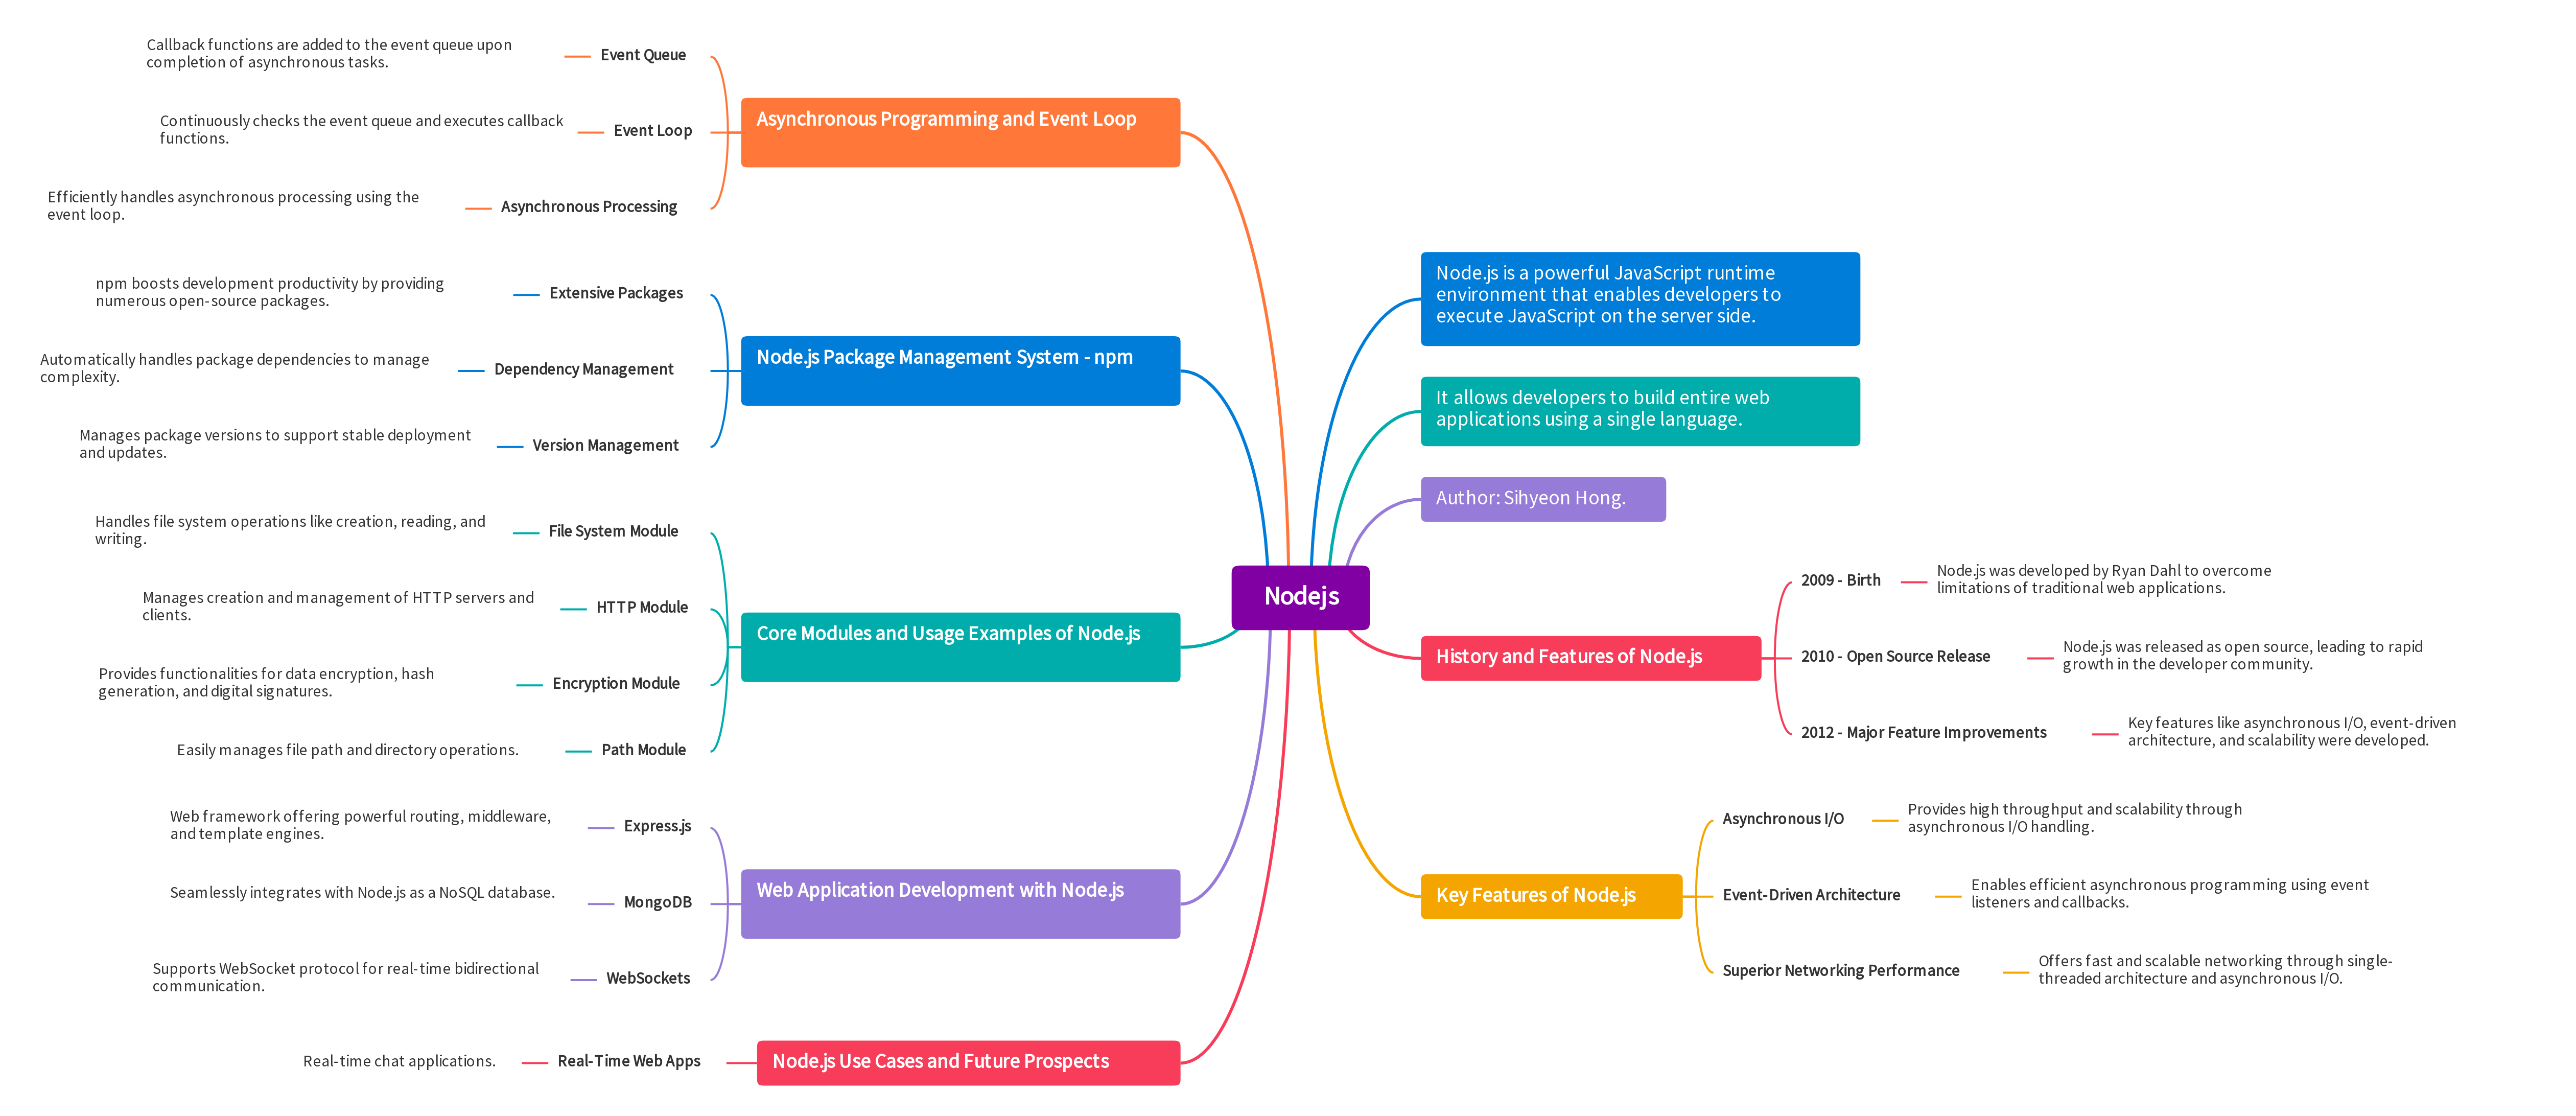 Nodejs
Node.js is a powerful JavaScript runtime
environment that enables developers to
execute JavaScript on the server side.
It allows developers to build entire web
applications using a single language.
Author: Sihyeon Hong.
History and Features of Node.js
2009 - Birth
Node.js was developed by Ryan Dahl to overcome
limitations of traditional web applications.
2010 - Open Source Release
Node.js was released as open source, leading to rapid
growth in the developer community.
2012 - Major Feature Improvements
Key features like asynchronous I/O, event-driven
architecture, and scalability were developed.
Key Features of Node.js
Asynchronous I/O
Provides high throughput and scalability through
asynchronous I/O handling.
Event-Driven Architecture
Enables efficient asynchronous programming using event
listeners and callbacks.
Superior Networking Performance
Offers fast and scalable networking through single-
threaded architecture and asynchronous I/O.
Asynchronous Programming and Event Loop
Event Queue
Callback functions are added to the event queue upon
completion of asynchronous tasks.
Event Loop
Continuously checks the event queue and executes callback
functions.
Asynchronous Processing
Efficiently handles asynchronous processing using the
event loop.
Node.js Package Management System - npm
Extensive Packages
npm boosts development productivity by providing
numerous open-source packages.
Dependency Management
Automatically handles package dependencies to manage
complexity.
Version Management
Manages package versions to support stable deployment
and updates.
Core Modules and Usage Examples of Node.js
File System Module
Handles file system operations like creation, reading, and
writing.
HTTP Module
Manages creation and management of HTTP servers and
clients.
Encryption Module
Provides functionalities for data encryption, hash
generation, and digital signatures.
Path Module
Easily manages file path and directory operations.
Web Application Development with Node.js
Express.js
Web framework offering powerful routing, middleware,
and template engines.
MongoDB
Seamlessly integrates with Node.js as a NoSQL database.
WebSockets
Supports WebSocket protocol for real-time bidirectional
communication.
Node.js Use Cases and Future Prospects
Real-Time Web Apps
Real-time chat applications.